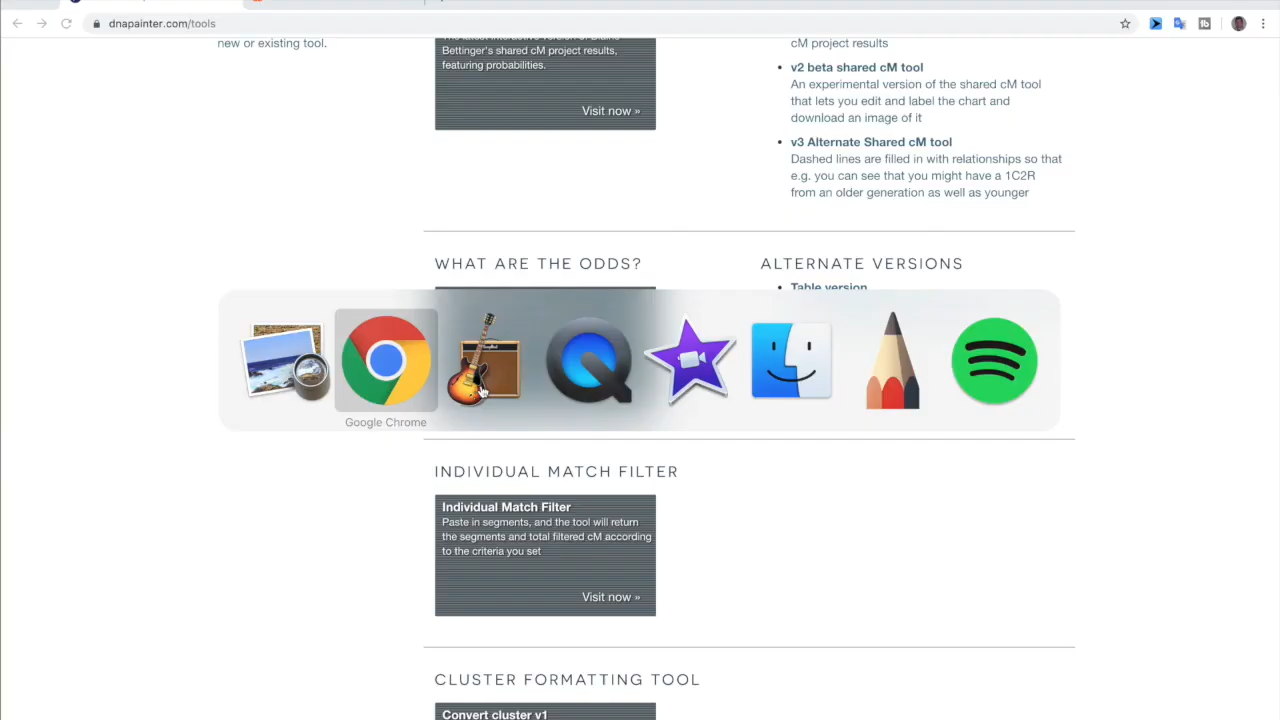 dnapainter.com/tools
new or existing tool.
Bettinger's shared cM project results,
featuring probabilities.
Visit now »
cM project results
v2 beta shared cM tool
An experimental version of the shared cM tool
that lets you edit and label the chart and
download an image of it
v3 Alternate Shared cM tool
Dashed lines are filled in with relationships so that
e.g. you can see that you might have a 1C2R
from an older generation as well as younger
WHAT ARE THE ODDS?
ALTERNATE VERSIONS
Table version
Google Chrome
INDIVIDUAL MATCH FILTER
Individual Match Filter
Paste in segments, and the tool will return
the segments and total filtered cM according
to the criteria you set
Visit now »
CLUSTER FORMATTING TOOL
Convert cluster v1